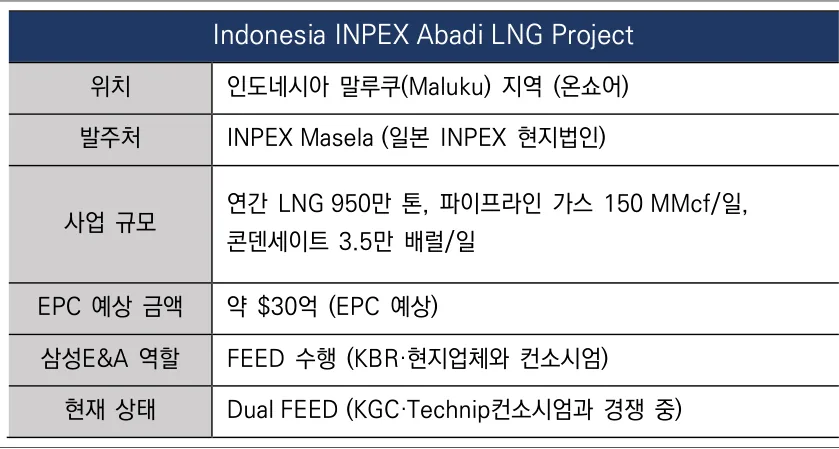 Indonesia INPEX Abadi LNG Project
위치 인도네시아 말루쿠(Maluku) 지역 (온쇼어)
발주처 INPEX Masela (일본 INPEX 현지법인)
사업 규모 연간 LNG 950만 톤, 파이프라인 가스 150 MMcf/일,
콘덴세이트 3.5만 배럴/일
EPC 예상 금액 약 $30억 (EPC 예상)
삼성E&A 역할 FEED 수행 (KBR·현지업체와 컨소시엄)
현재 상태 Dual FEED (KGC·Technip컨소시엄과 경쟁 중)